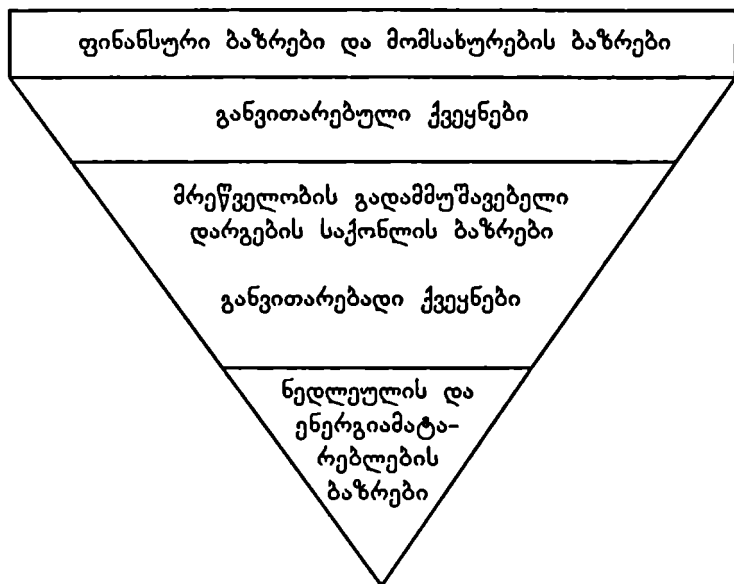 ფინანსური ბაზრები და მომსახურების ბაზრები
განვითარებული ქვეყნები
მრეწველობის გადამმუშავებელი
დარგების საქონლის ბაზრები
განვითარებადი ქვეყნები
ნედლეულის და
ენერგიამატა-
რებლების
ბაზრები